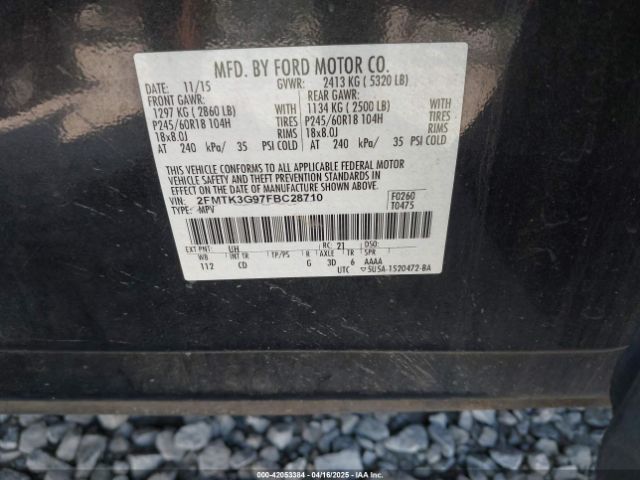 MFD. BY FORD MOTOR CO.
DATE: 11/15 GVWR: 2413 KG ( 5320 LB)
FRONT GAWR: REAR GAWR:
1297 KG ( 2860 LB) WITH 1134 KG ( 2500 LB) WITH
P245/60R18 104H TIRES P245/60R18 104H TIRES
18x8.0J RIMS 18x8.0J RIMS
AT 240 kPa/ 35 PSI COLD AT 240 kPa/ 35 PSI COLD
THIS VEHICLE CONFORMS TO ALL APPLICABLE FEDERAL MOTOR
VEHICLE SAFETY AND THEFT PREVENTION STANDARDS IN
EFFECT ON THE DATE OF MANUFACTURE SHOWN ABOVE.
VIN: 2FMTK3G97FBC28710 F0260
TYPE: MPV T0475
EXT PNT: UH RC: 21 DSO:
WB INT TR TP/PS R AXLE TR SPR
112 CD G 3D 6 AAAA
UTC 5U5A-1520472-BA
000-42053384 - 04/16/2025 - IAA Inc.